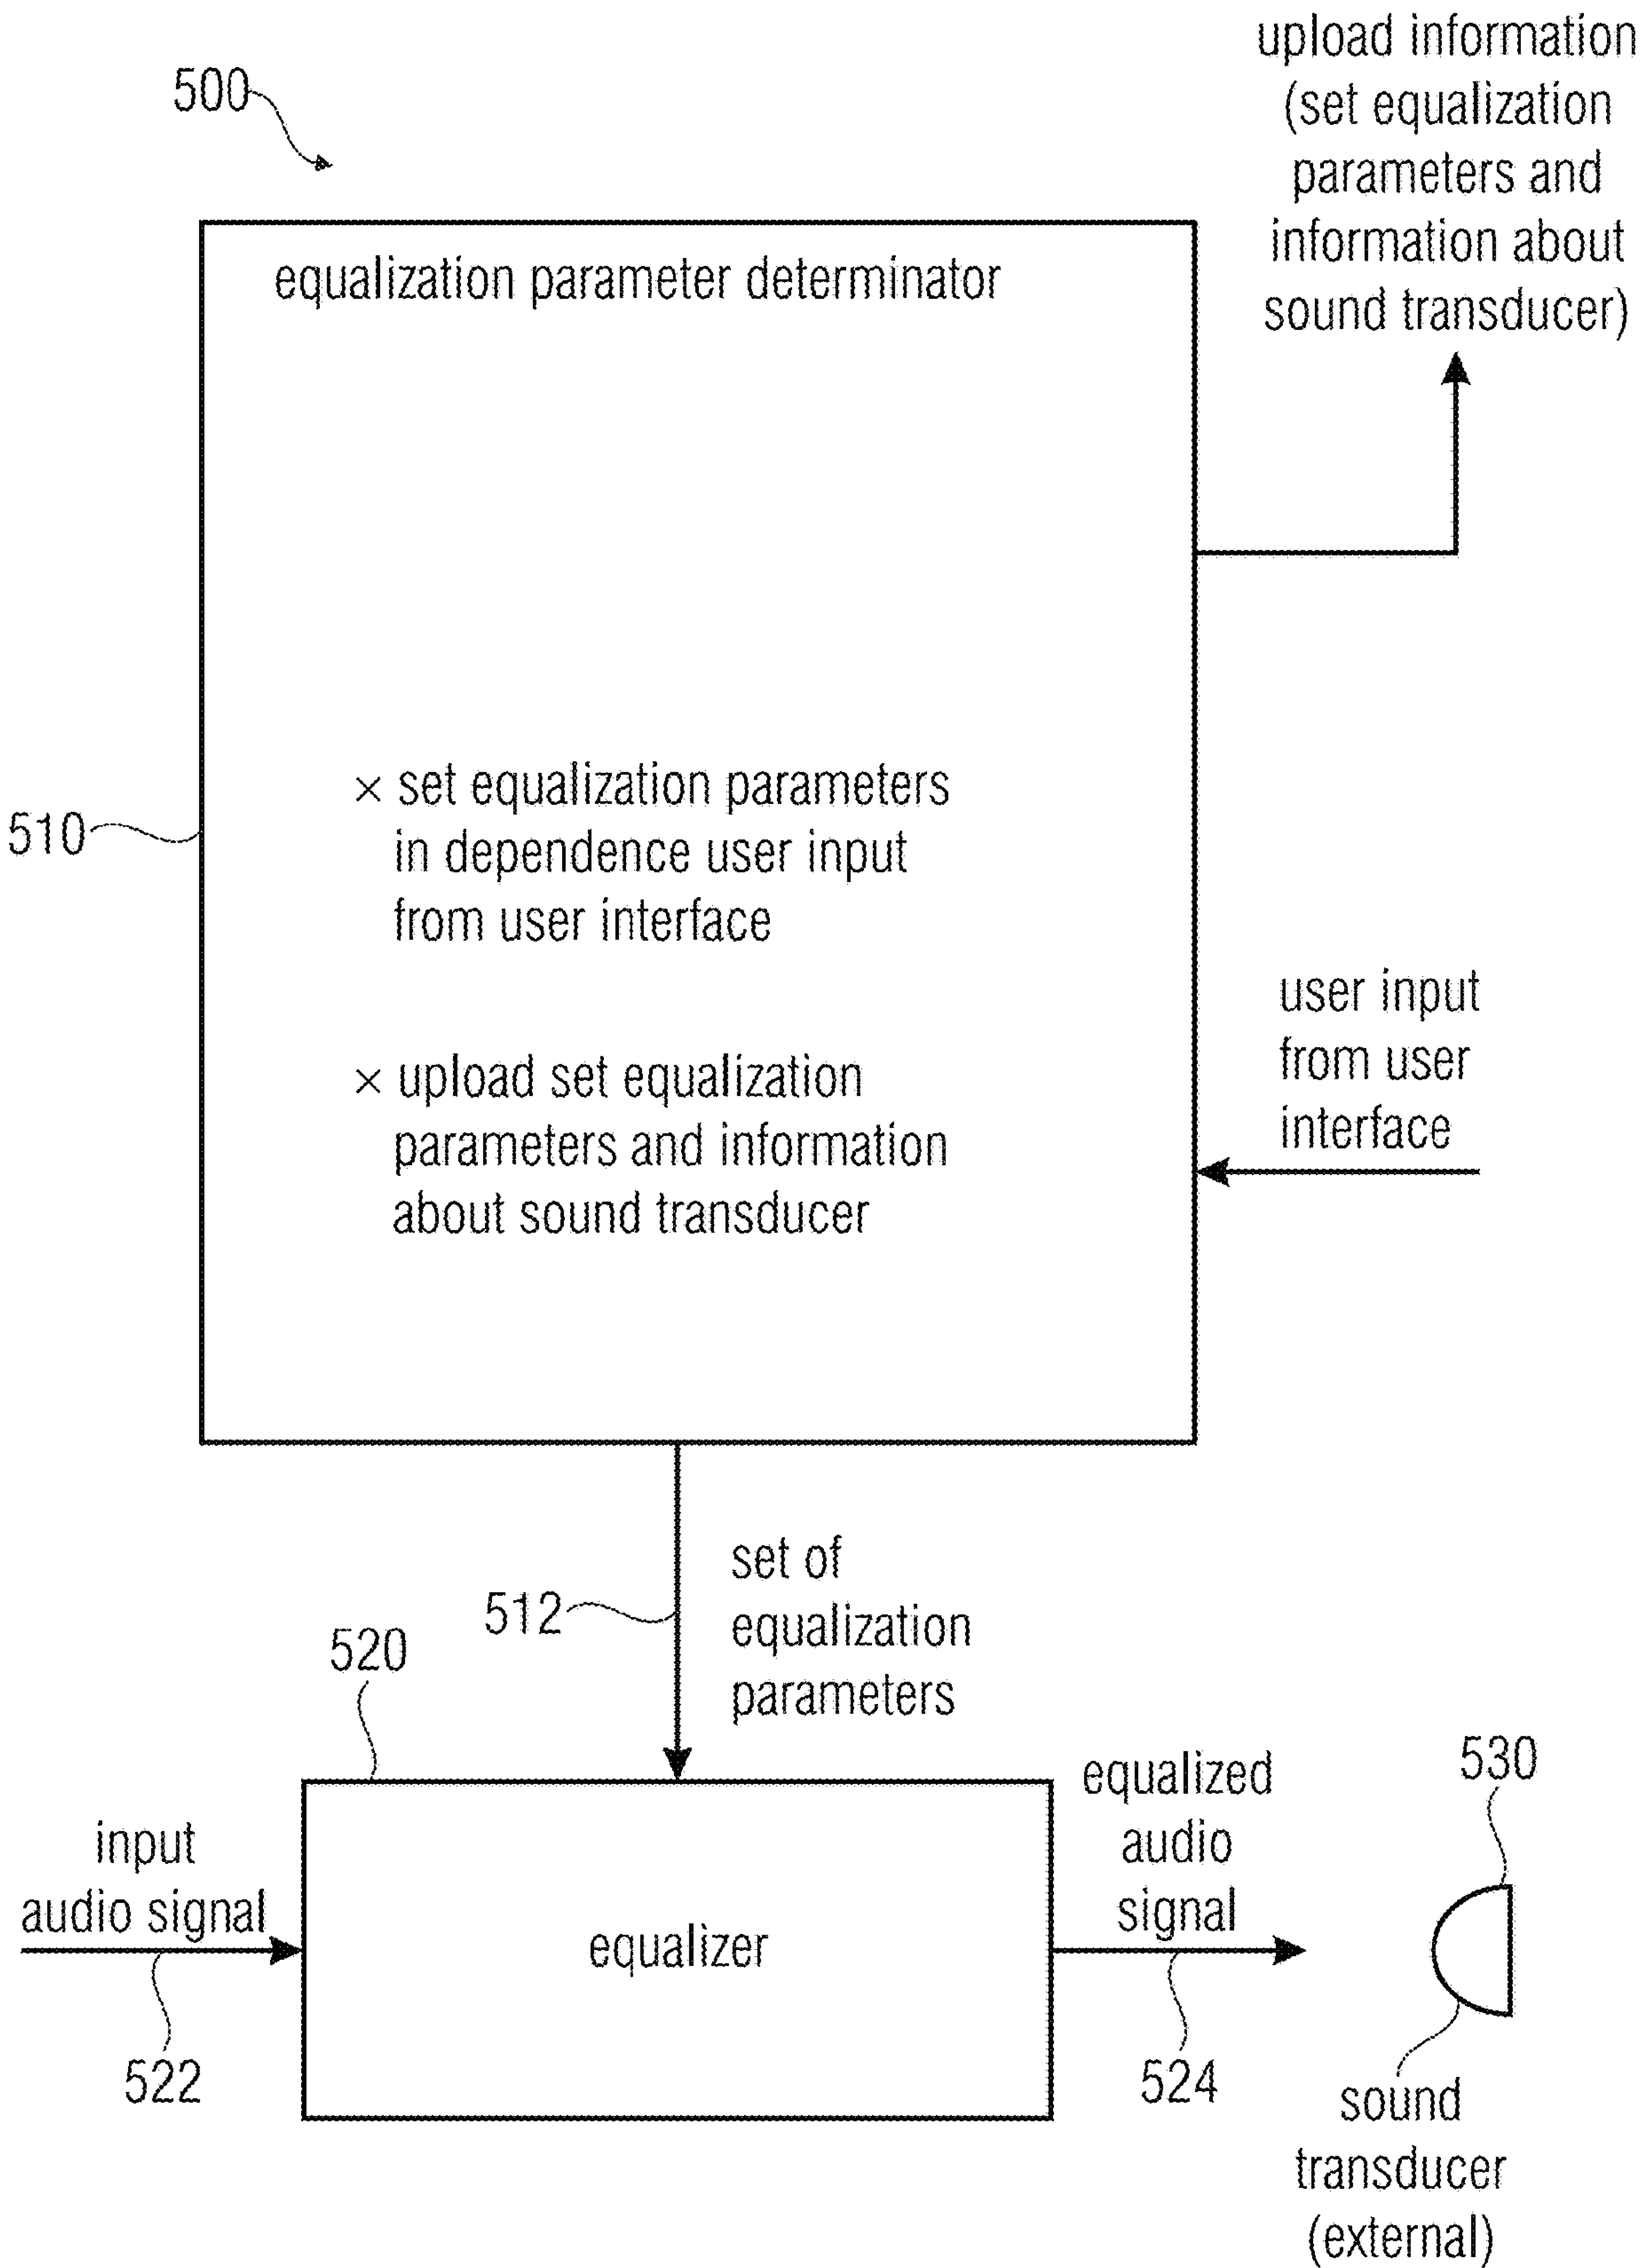 upload information
(set equalization
parameters and
information about
sound transducer)
500
equalization parameter determinator
× set equalization parameters
in dependence user input
from user interface
510
× upload set equalization
parameters and information
about sound transducer
user input
from user
interface
512
set of
equalization
parameters
520
input
audio signal
522
equalizer
equalized
audio
signal
524
530
sound
transducer
(external)